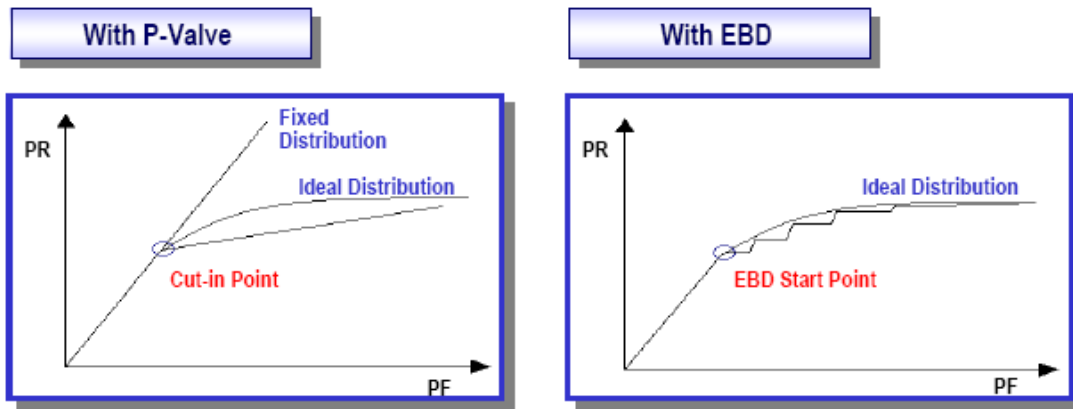 With P-Valve
With EBD
PR
Fixed
Distribution
Ideal Distribution
Cut-in Point
PF
PR
Ideal Distribution
EBD Start Point
PF